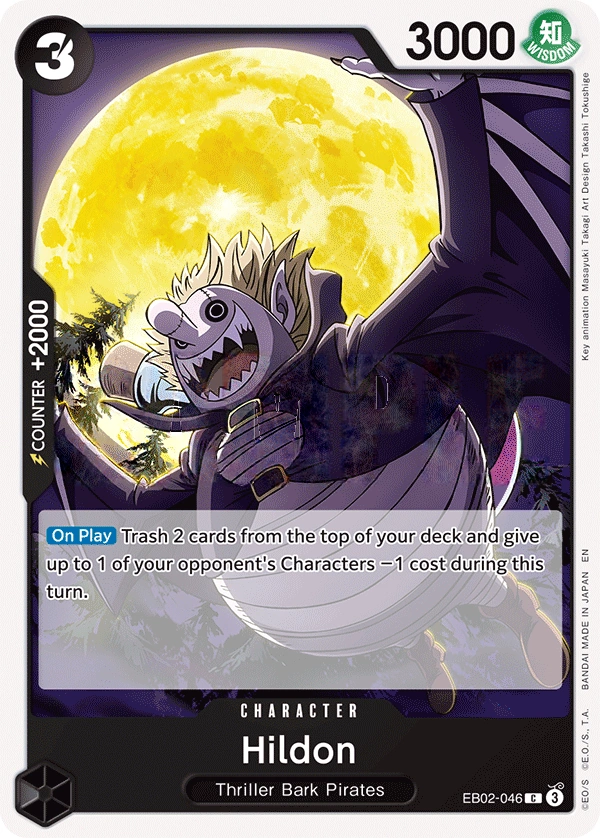 3
3000
知
WISDOM
COUNTER +2000
Key animation Masayuki Takagi Art Design Takashi Tokushige
On Play Trash 2 cards from the top of your deck and give
up to 1 of your opponent's Characters −1 cost during this
turn.
CHARACTER
Hildon
Thriller Bark Pirates
EB02-046 C 3
©EO/S ©E.O./S., T.A. BANDAI MADE IN JAPAN EN